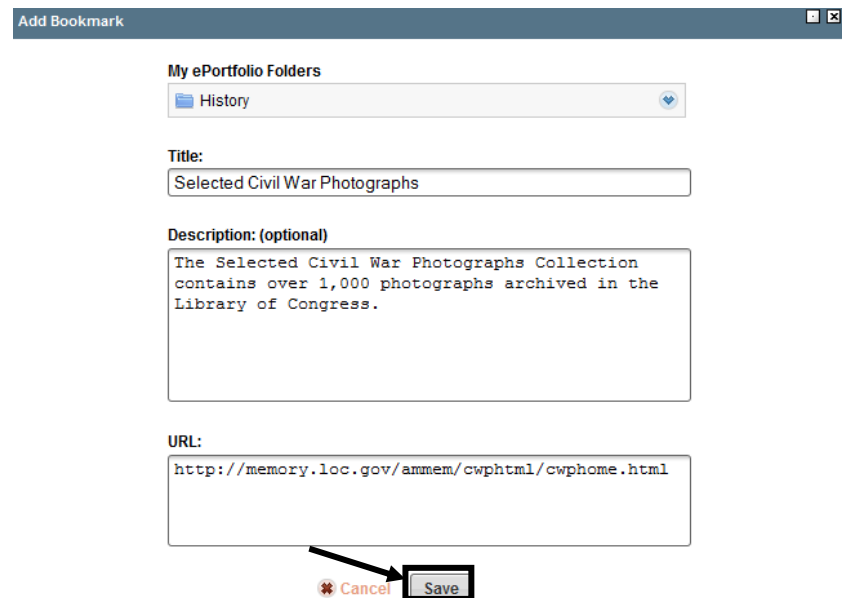 Add Bookmark
My ePortfolio Folders
History
Title:
Selected Civil War Photographs
Description: (optional)
The Selected Civil War Photographs Collection
contains over 1,000 photographs archived in the
Library of Congress.
URL:
http://memory.loc.gov/ammem/cwphtml/cwphome.html
Cancel Save